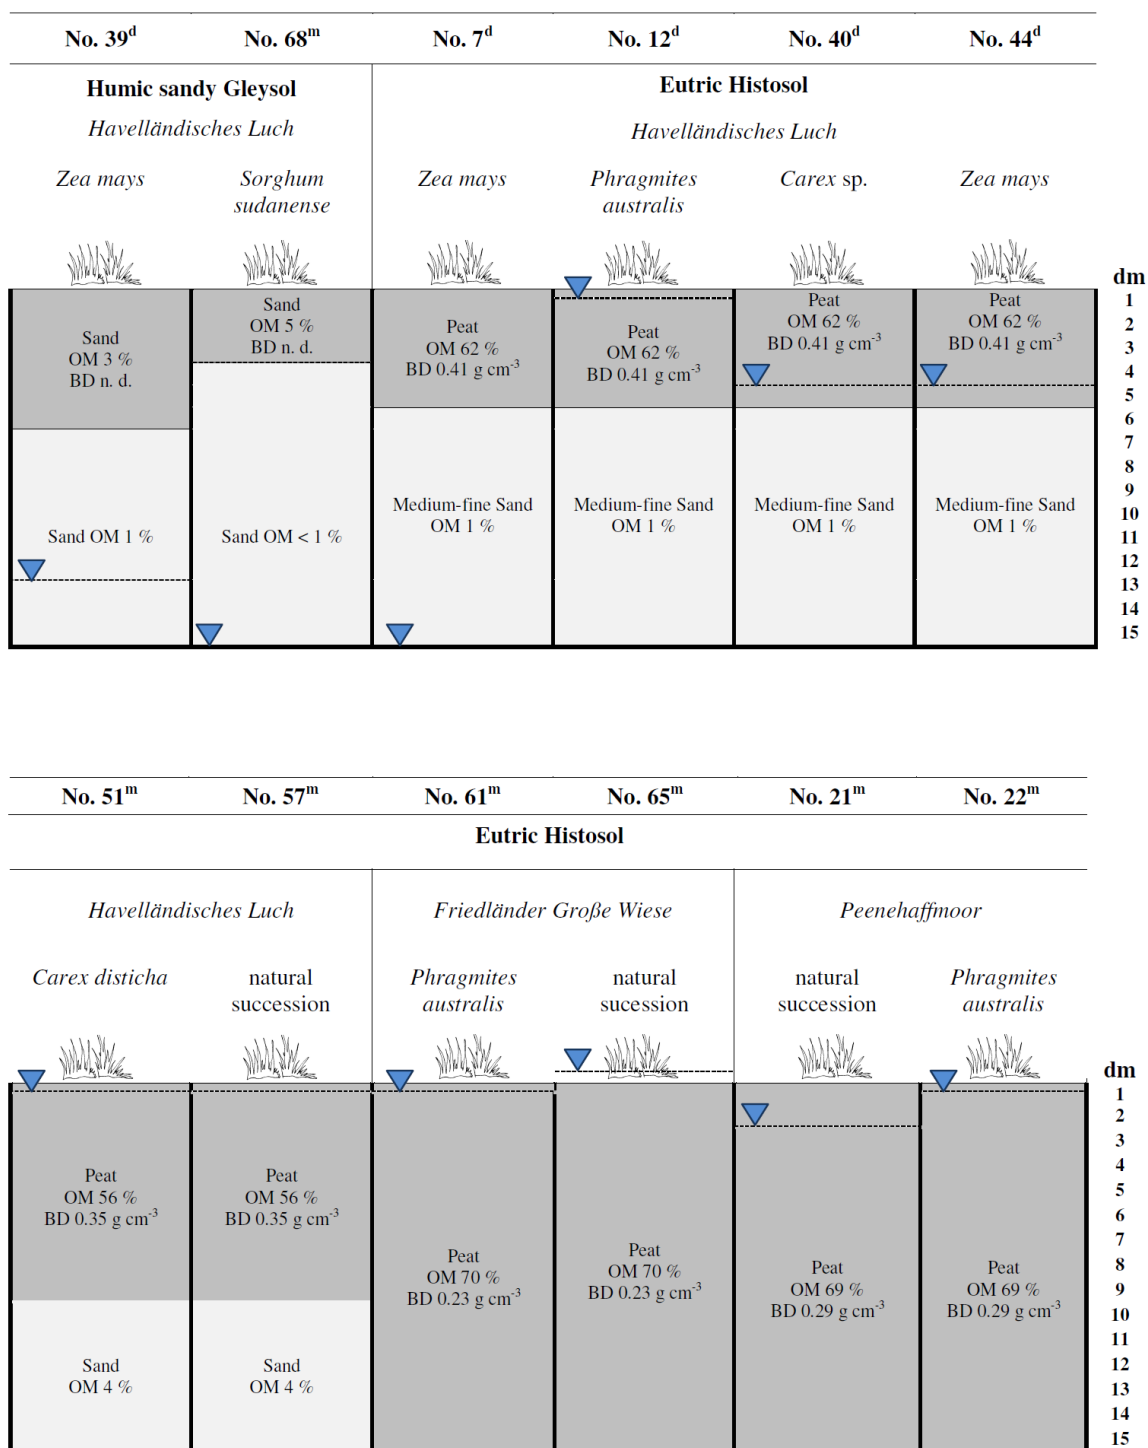 No. 39d No. 68m No. 7d No. 12d No. 40d No. 44d
Humic sandy Gleysol Eutric Histosol
Havelländisches Luch Havelländisches Luch
Zea mays Sorghum Zea mays Phragmites Carex sp. Zea mays
sudanense australis
dm
Sand
OM 3 %
BD n. d.
Sand
OM 5 %
BD n. d.
Peat
OM 62 %
BD 0.41 g cm-3
Peat
OM 62 %
BD 0.41 g cm-3
Peat
OM 62 %
BD 0.41 g cm-3
Peat
OM 62 %
BD 0.41 g cm-3
Sand OM 1 %
Sand OM < 1 %
Medium-fine Sand
OM 1 %
Medium-fine Sand
OM 1 %
Medium-fine Sand
OM 1 %
Medium-fine Sand
OM 1 %
1
2
3
4
5
6
7
8
9
10
11
12
13
14
15
No. 51m No. 57m No. 61m No. 65m No. 21m No. 22m
Eutric Histosol
Havelländisches Luch Friedländer Große Wiese Peenehaffmoor
Carex disticha natural Phragmites natural natural Phragmites
succession australis sucession succession australis
dm
Peat
OM 56 %
BD 0.35 g cm-3
Peat
OM 56 %
BD 0.35 g cm-3
Peat
OM 70 %
BD 0.23 g cm-3
Peat
OM 70 %
BD 0.23 g cm-3
Peat
OM 69 %
BD 0.29 g cm-3
Peat
OM 69 %
BD 0.29 g cm-3
Sand
OM 4 %
Sand
OM 4 %
1
2
3
4
5
6
7
8
9
10
11
12
13
14
15